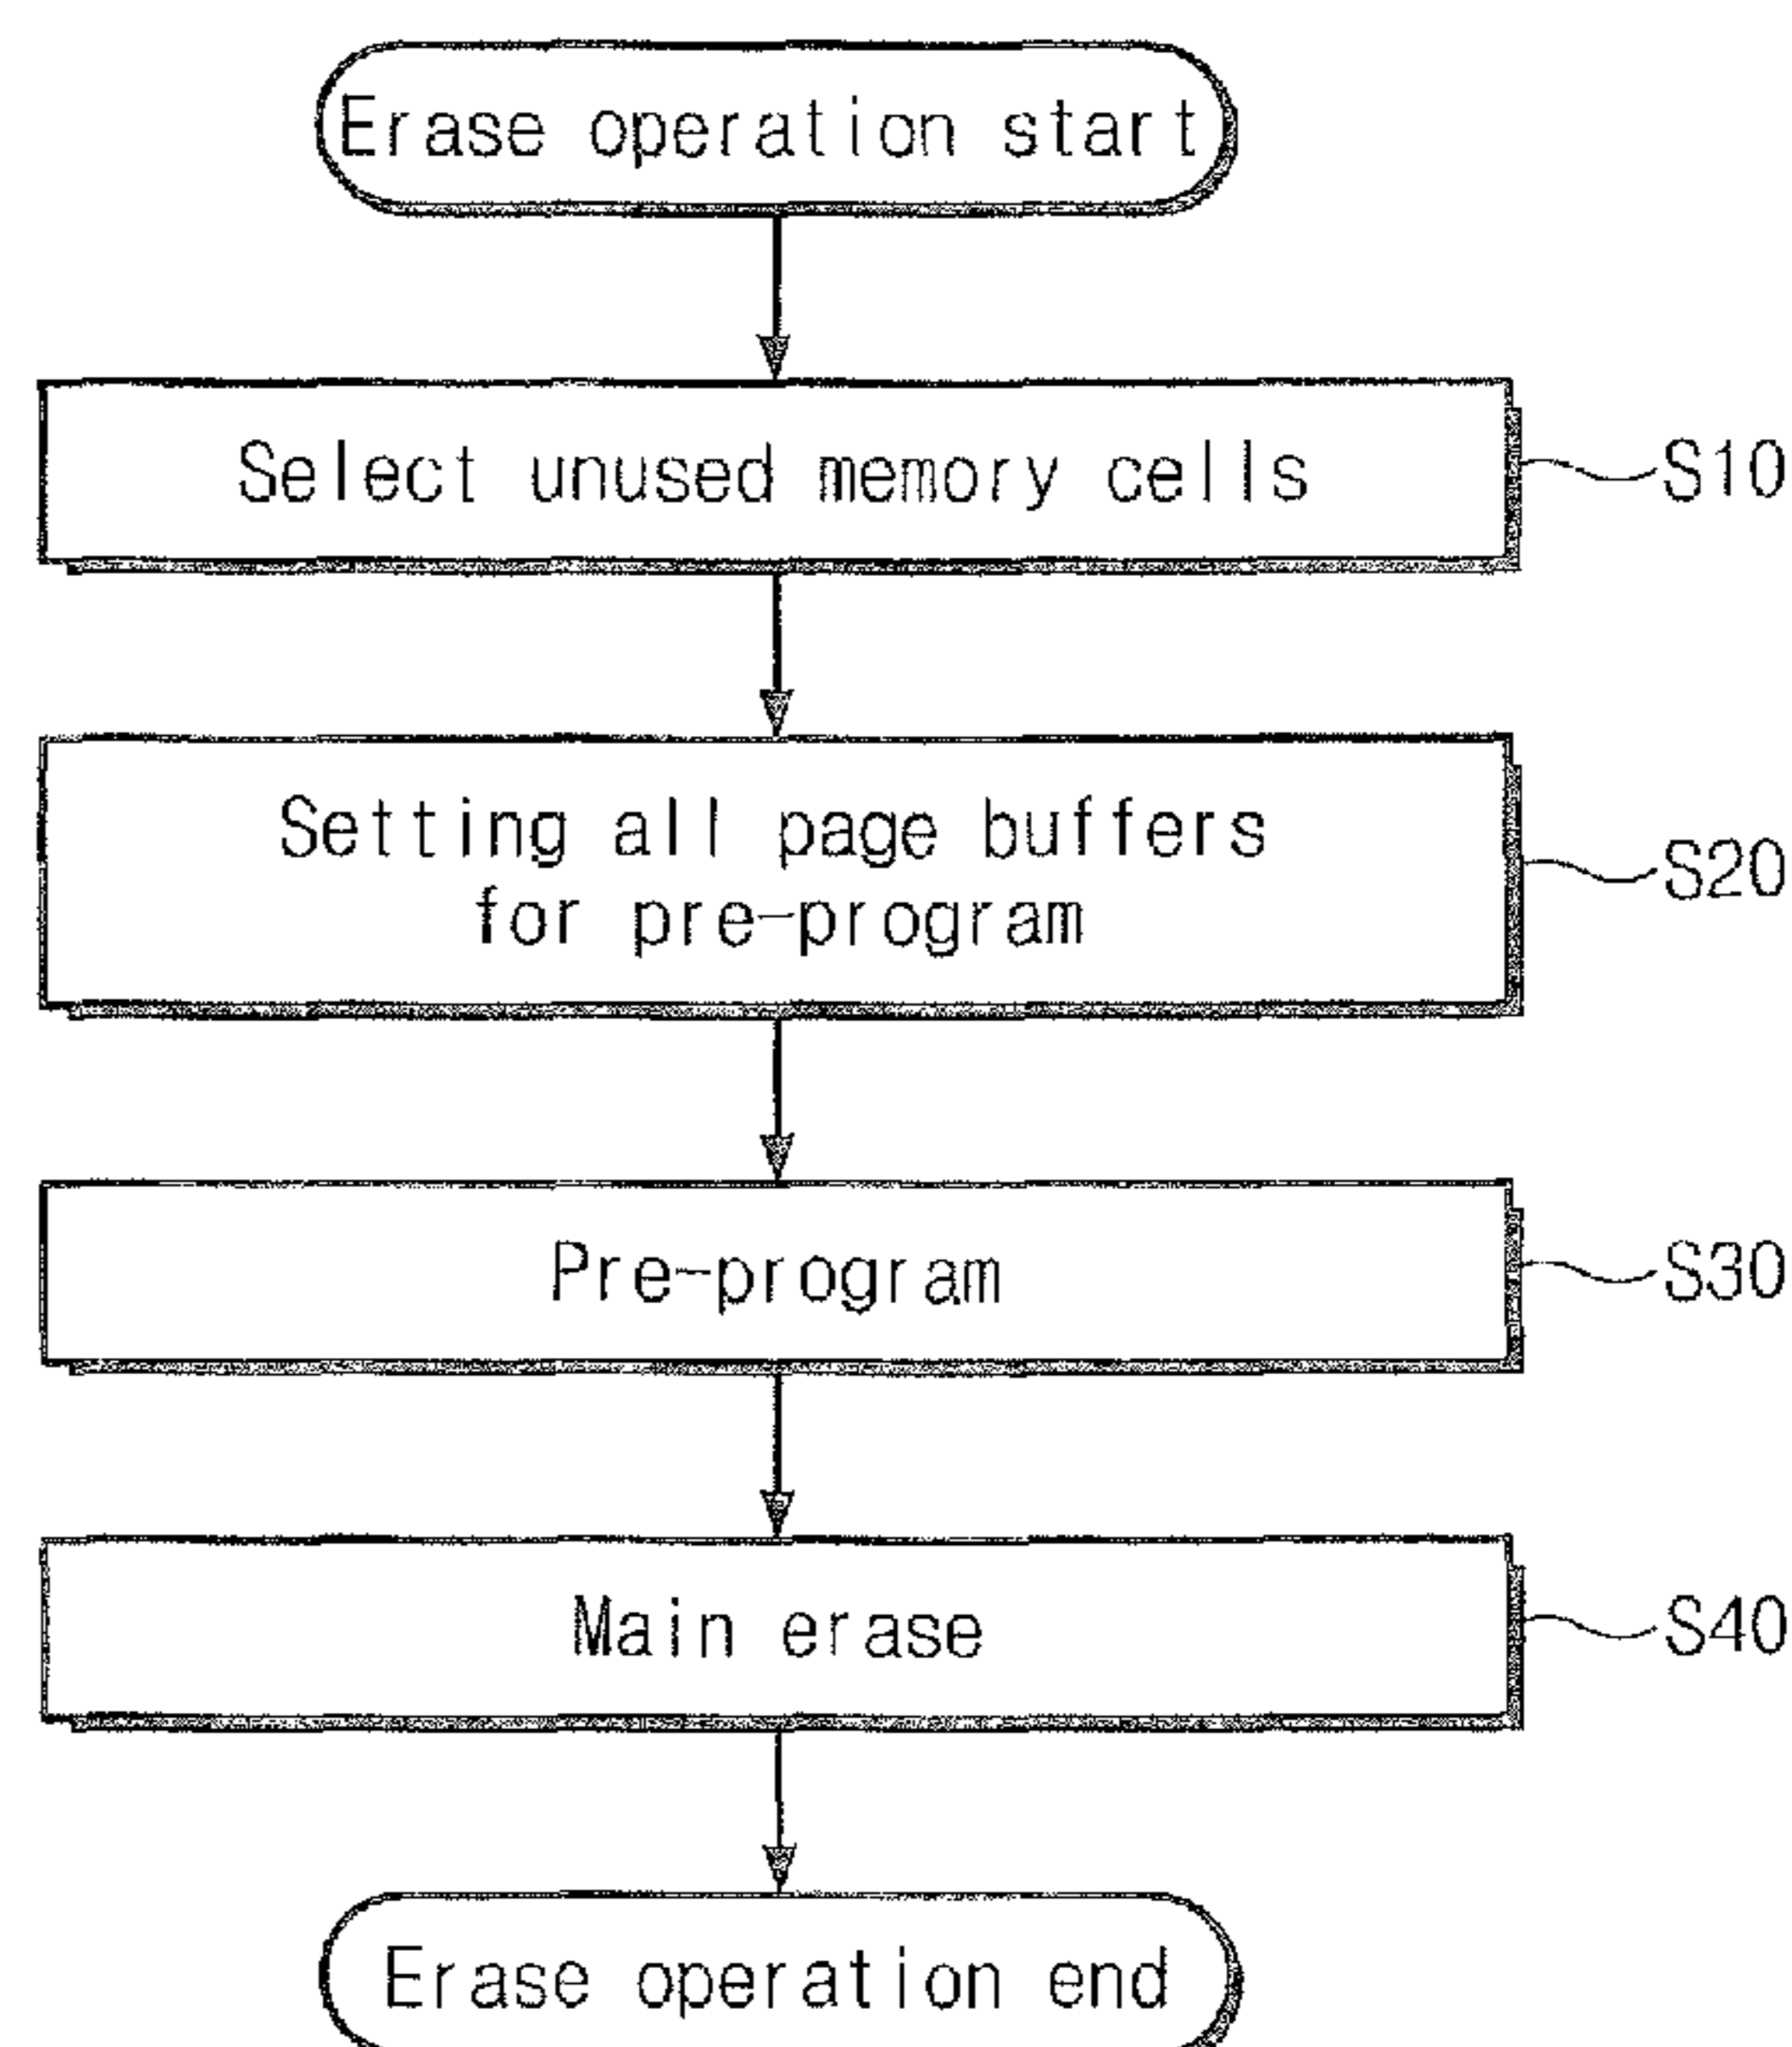 Erase operation start
Select unused memory cells
S10
Setting all page buffers
for pre-program
S20
Pre-program
S30
Main erase
S40
Erase operation end